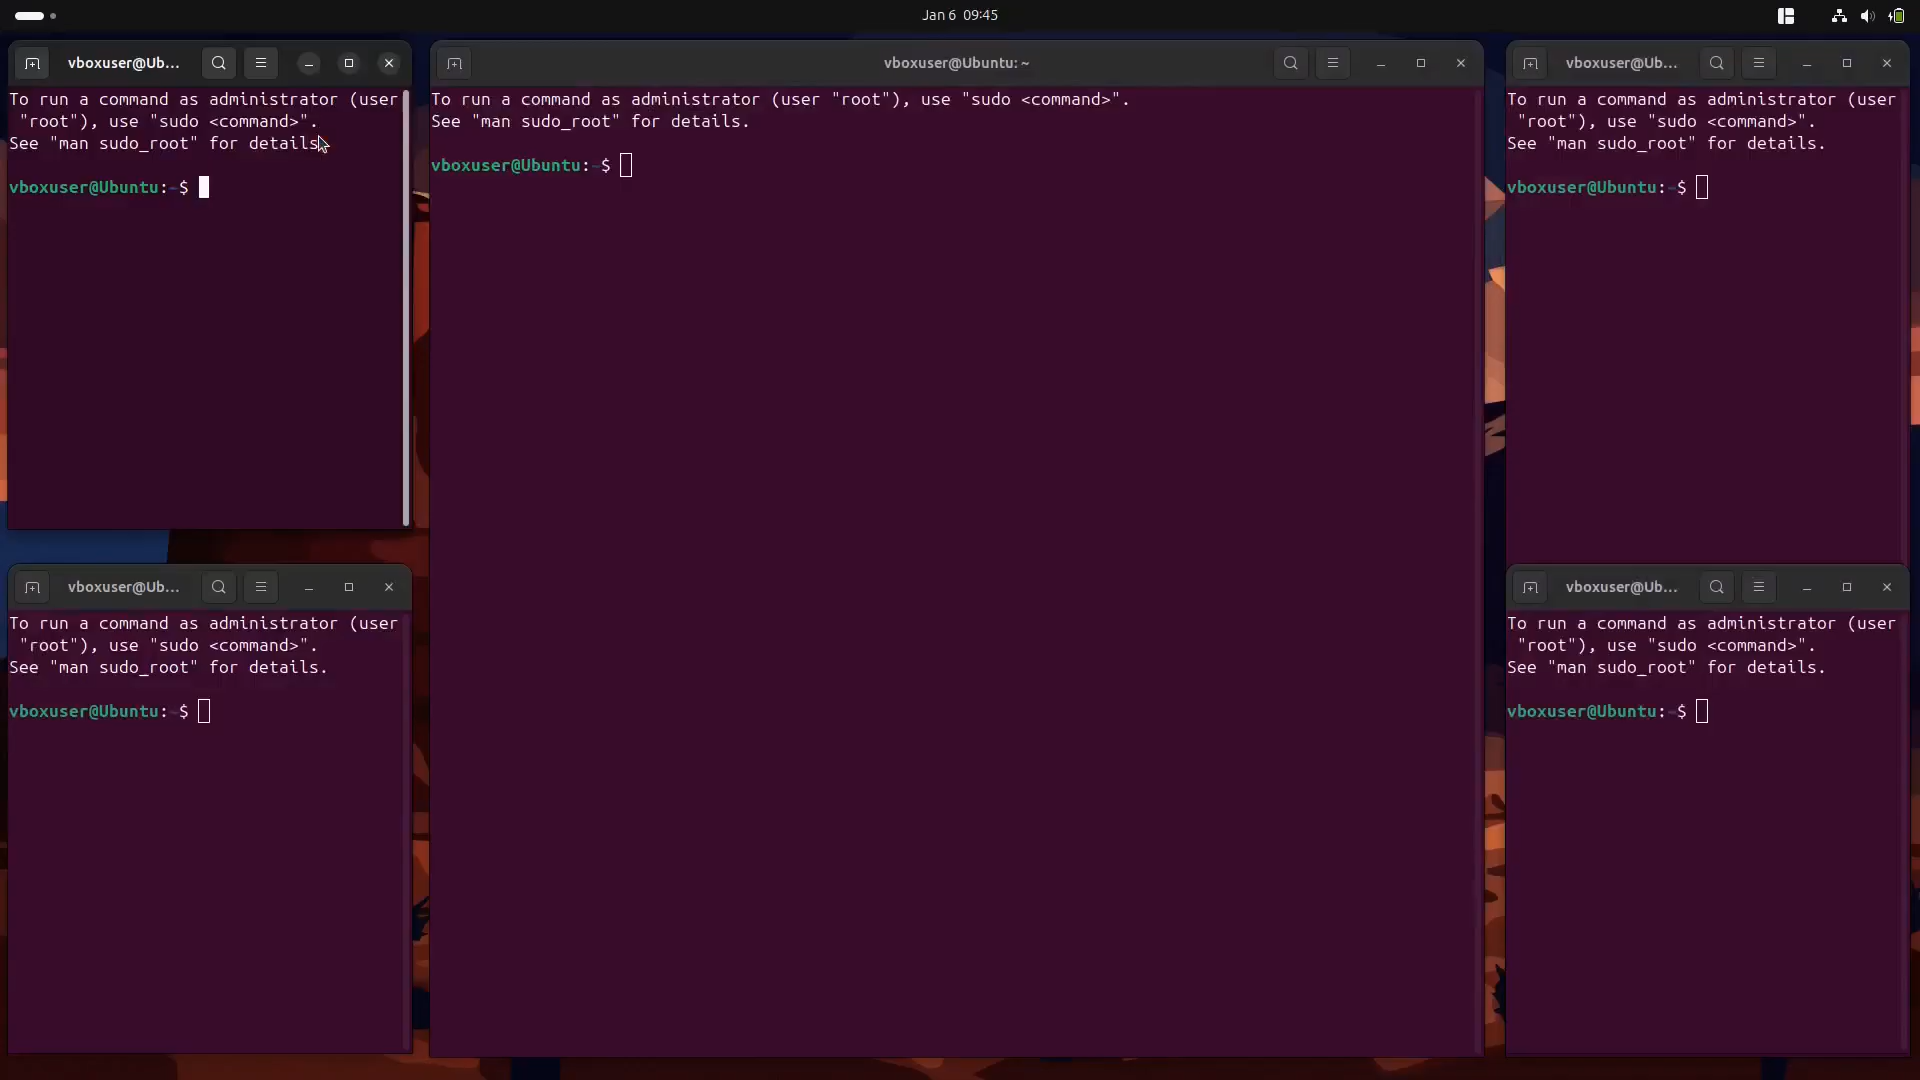 Jan 6 09:45
vboxuser@Ub...
To run a command as administrator (user
"root"), use "sudo <command>".
See "man sudo_root" for details.
vboxuser@Ubuntu:~$
vboxuser@Ub...
To run a command as administrator (user
"root"), use "sudo <command>".
See "man sudo_root" for details.
vboxuser@Ubuntu:~$
vboxuser@Ubuntu: ~
To run a command as administrator (user "root"), use "sudo <command>".
See "man sudo_root" for details.
vboxuser@Ubuntu:~$
vboxuser@Ub...
To run a command as administrator (user
"root"), use "sudo <command>".
See "man sudo_root" for details.
vboxuser@Ubuntu:~$
vboxuser@Ub...
To run a command as administrator (user
"root"), use "sudo <command>".
See "man sudo_root" for details.
vboxuser@Ubuntu:~$